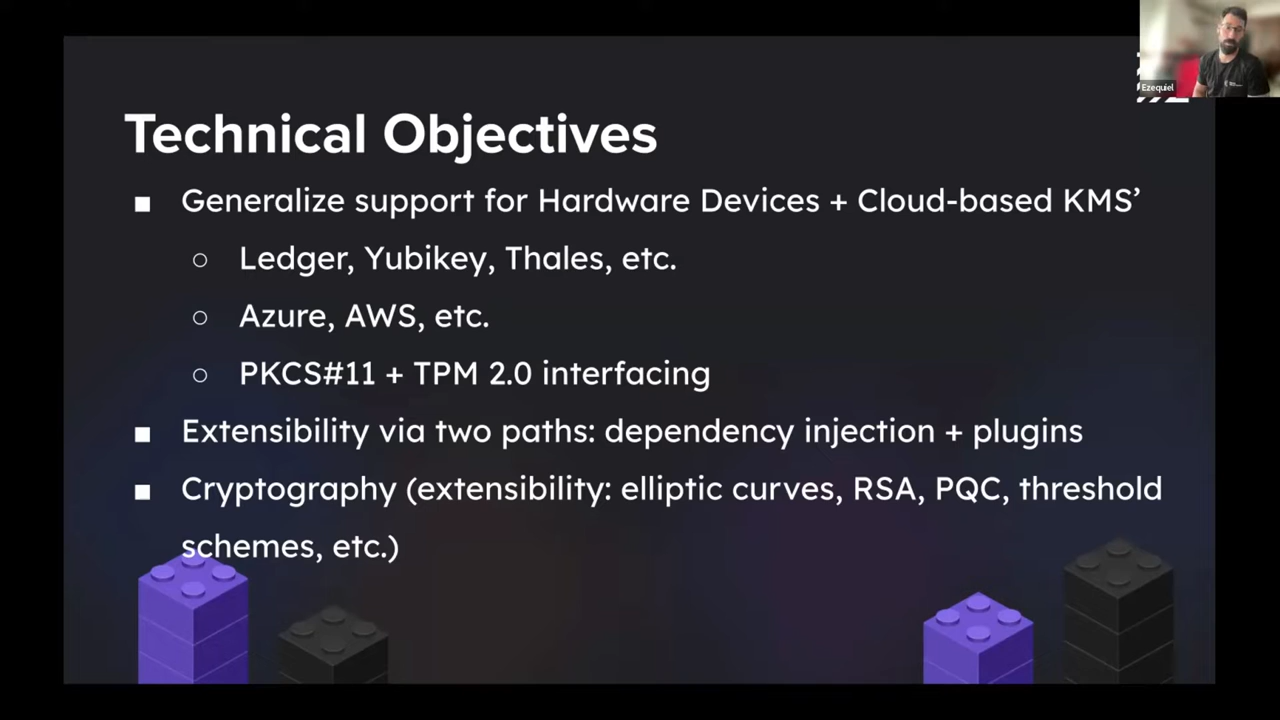 Technical Objectives
■ Generalize support for Hardware Devices + Cloud-based KMS’
○ Ledger, Yubikey, Thales, etc.
○ Azure, AWS, etc.
○ PKCS#11 + TPM 2.0 interfacing
■ Extensibility via two paths: dependency injection + plugins
■ Cryptography (extensibility: elliptic curves, RSA, PQC, threshold
schemes, etc.)
Ezequiel